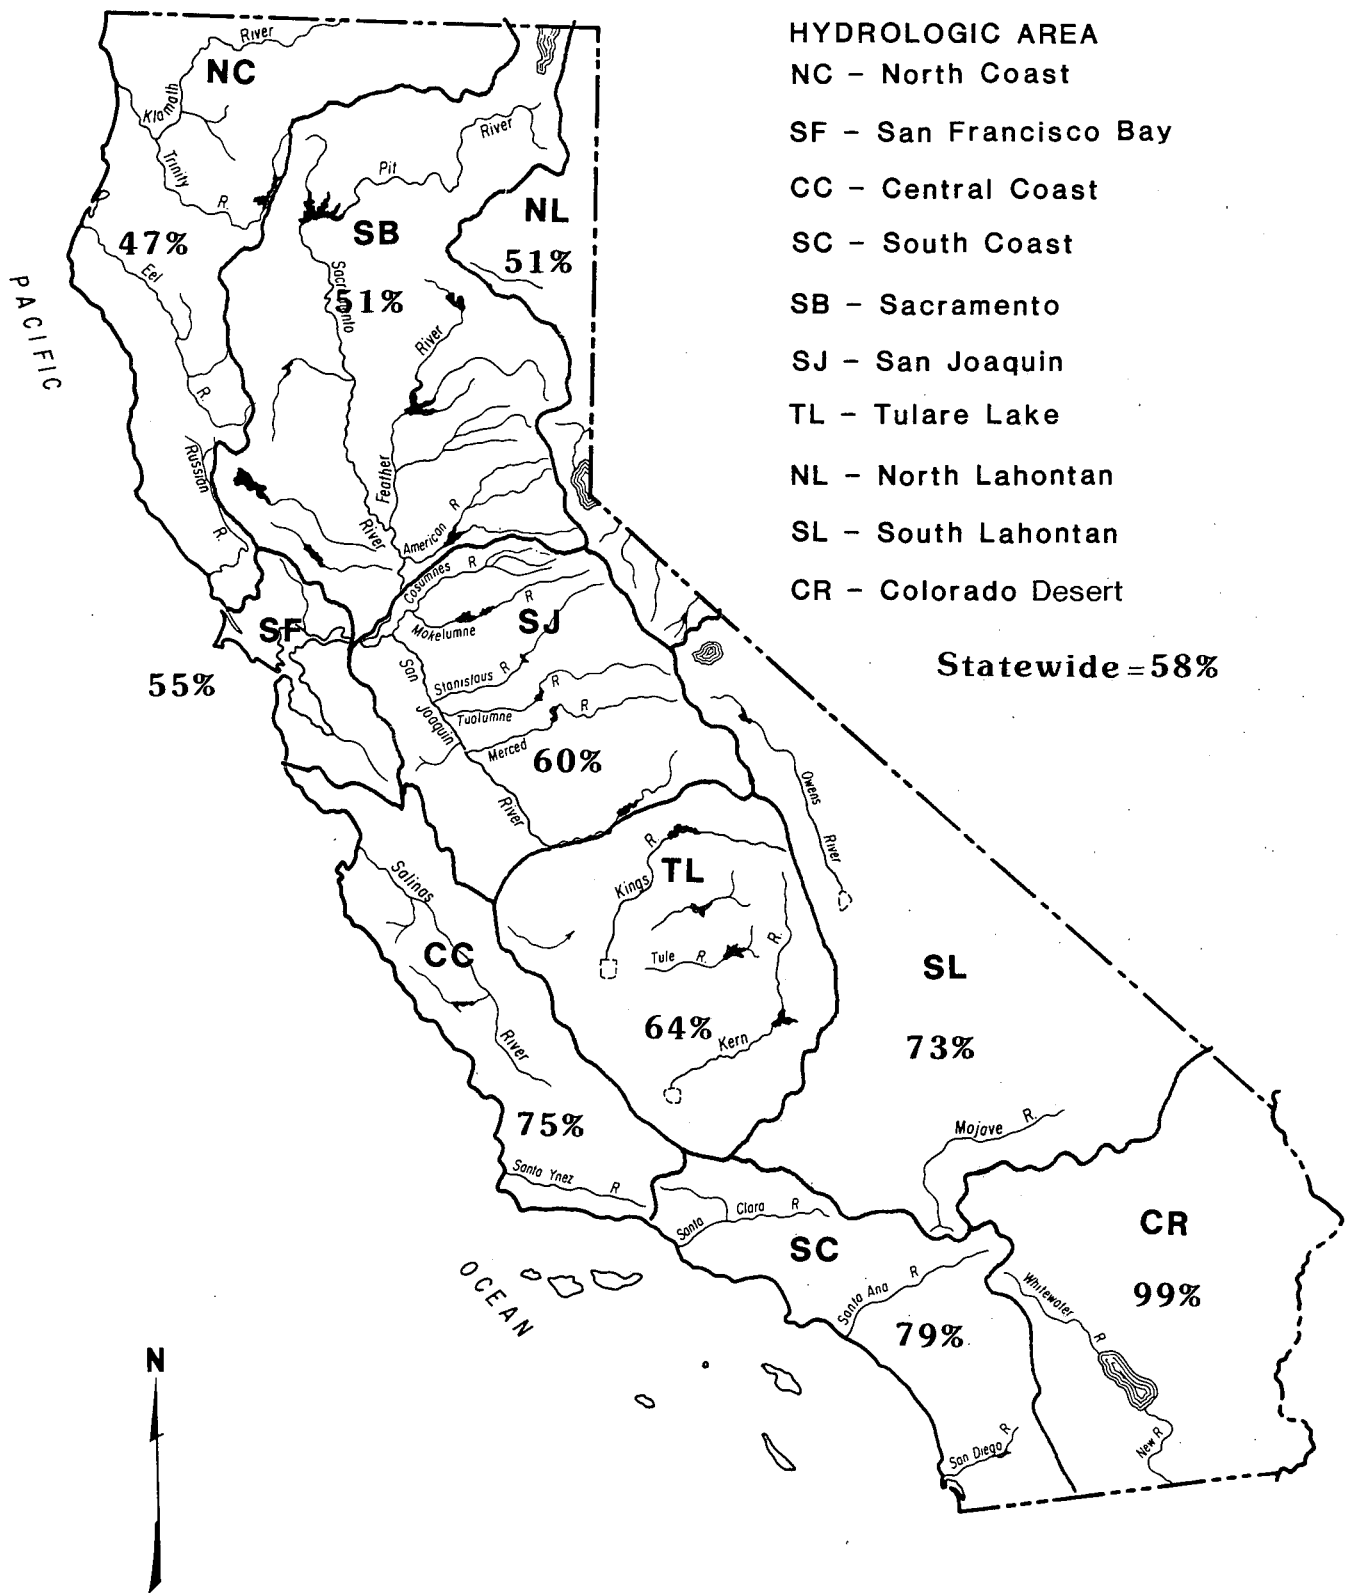 HYDROLOGIC AREA
NC – North Coast
SF – San Francisco Bay
CC – Central Coast
SC – South Coast
SB – Sacramento
SJ – San Joaquin
TL – Tulare Lake
NL – North Lahontan
SL – South Lahontan
CR – Colorado Desert
Statewide = 58%
River
NC
Klamath
Trinity
R.
47%
Eel
R.
Russian
R.
PACIFIC
River
Pit
SB
Sacramento
51%
River
Feather
River
American R
NL
51%
SF
55%
Cosumnes R
Mokelumne R
SJ
San
Joaquin
River
Stanislaus R
Tuolumne R
Merced R
60%
Owens
River
R.
Kings
TL
Tule R.
R.
64%
Kern
Salinas
CC
River
75%
Santa Ynez R
SL
73%
Mojave R.
Santa Clara R
SC
Santa Ana R
79%
San Diego R
CR
99%
Whitewater R
New R
OCEAN
N